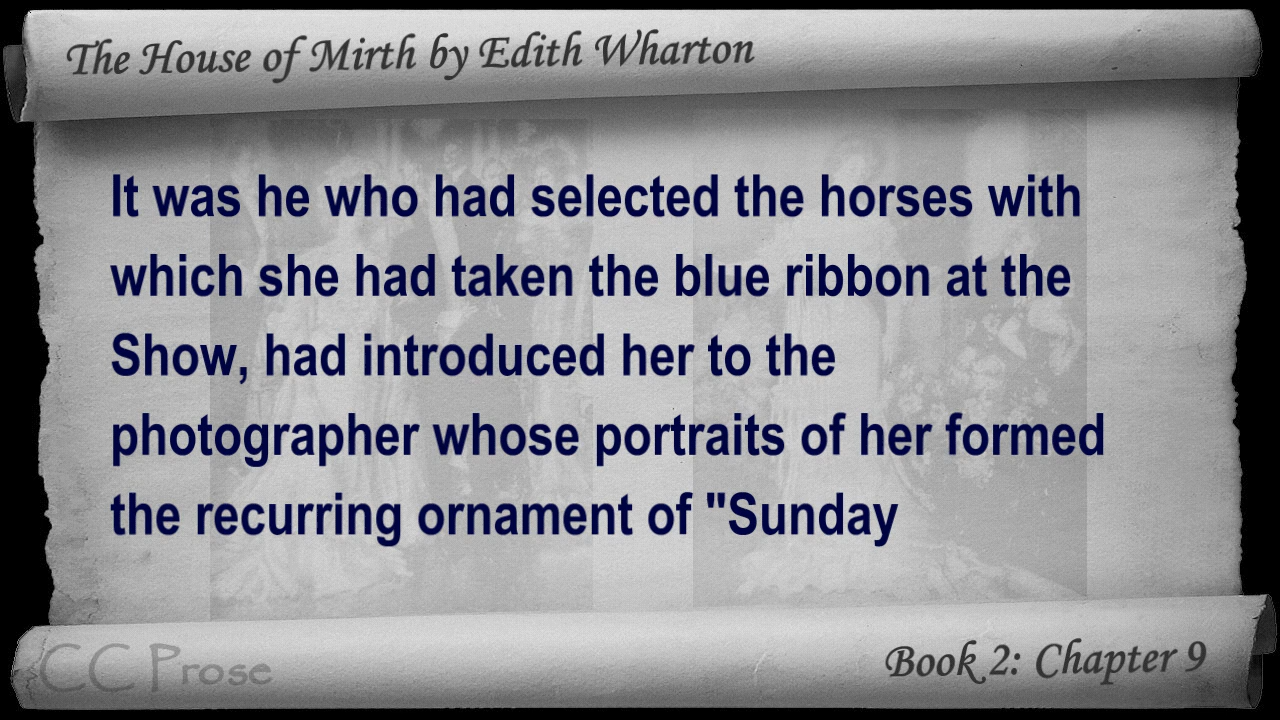 The House of Mirth by Edith Wharton
It was he who had selected the horses with
which she had taken the blue ribbon at the
Show, had introduced her to the
photographer whose portraits of her formed
the recurring ornament of "Sunday
CC Prose
Book 2: Chapter 9